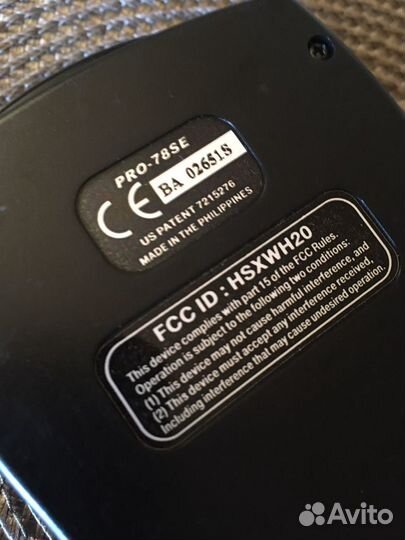 PRO-78SE
CE BA 02651S
US PATENT 7215276
MADE IN THE PHILIPPINES
FCC ID : HSXWH20
This device complies with part 15 of the FCC Rules.
Operation is subject to the following two conditions:
(1) This device may not cause harmful interference, and
(2) This device must accept any interference received,
Including interference that may cause undesired operation.
Avito